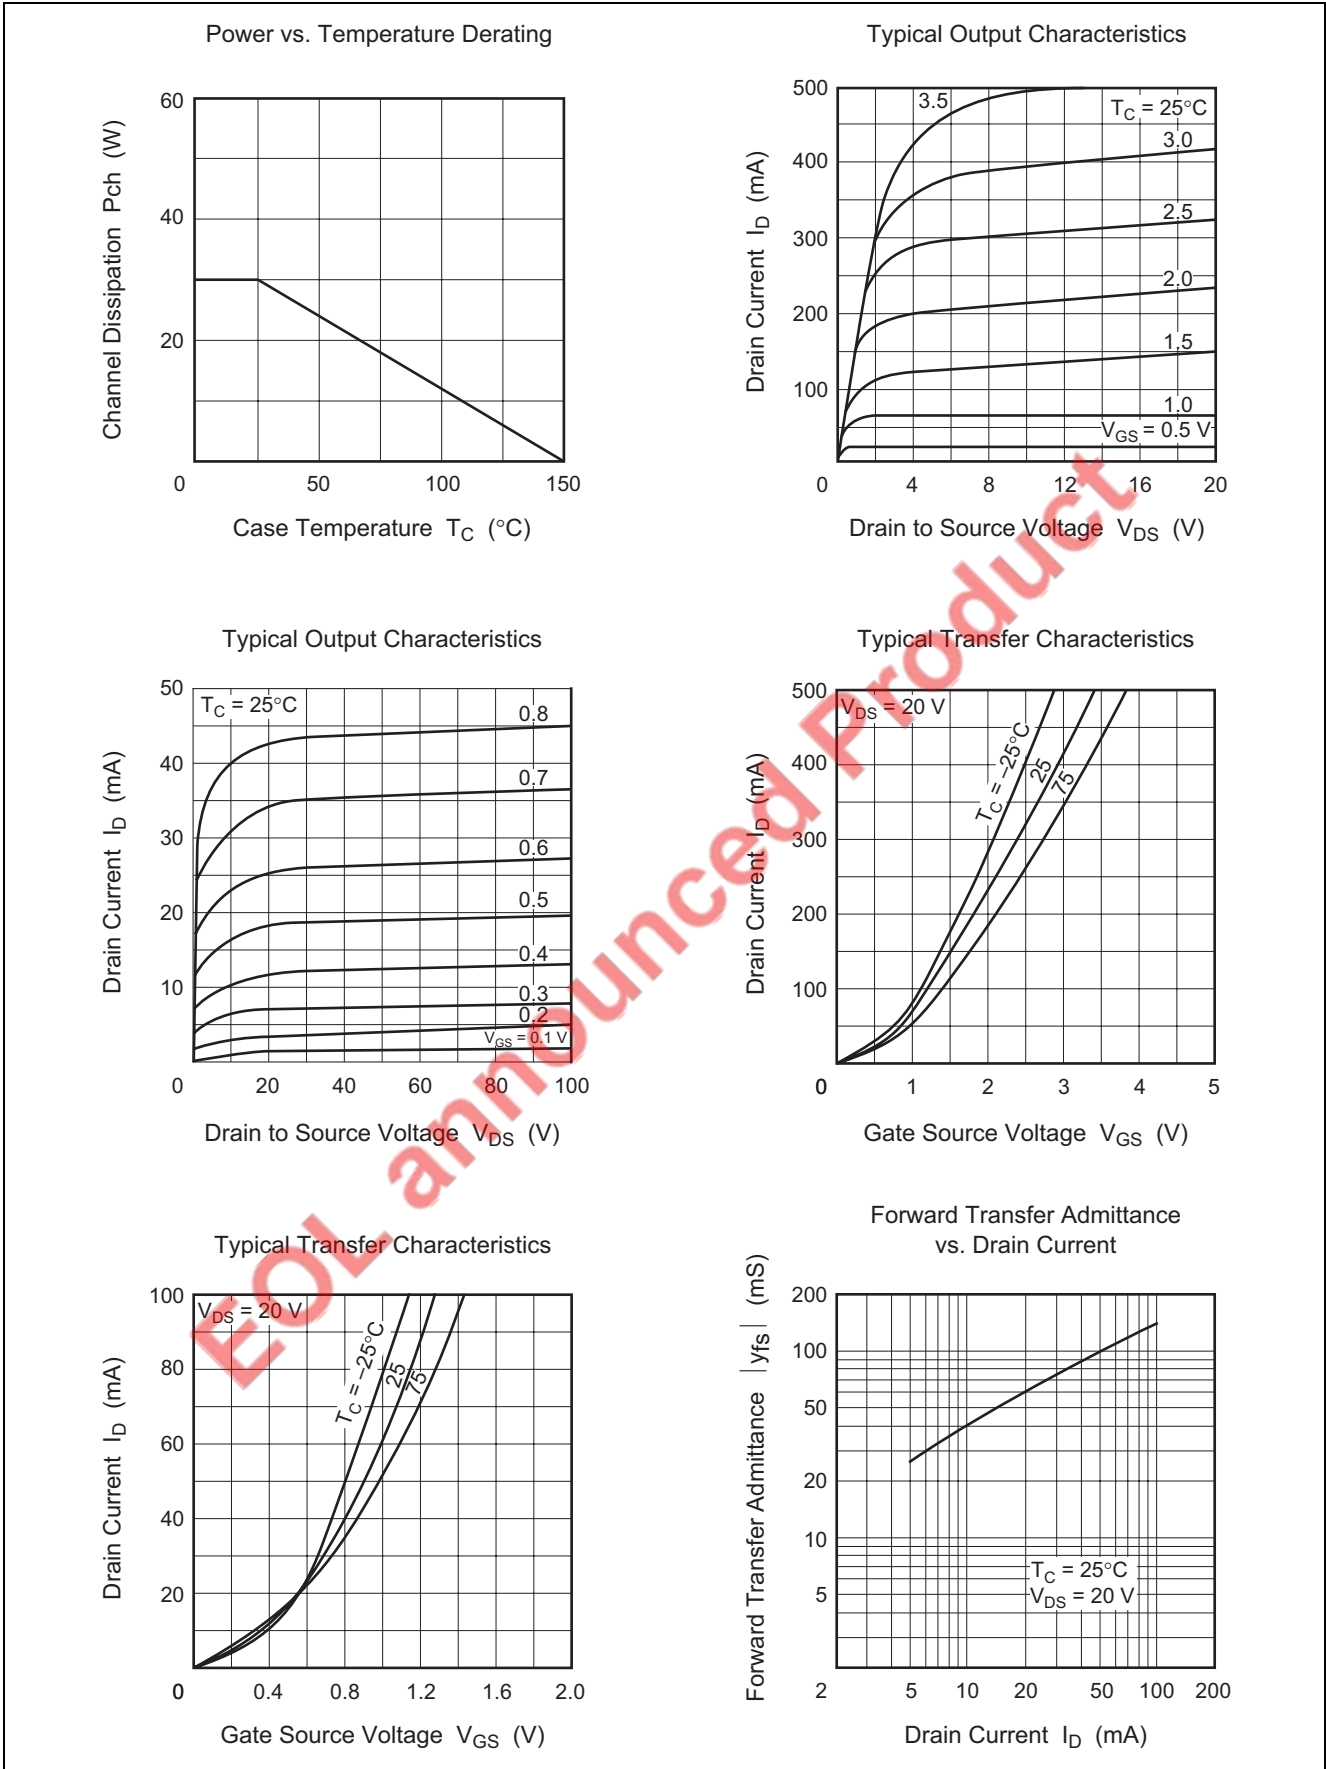 Power vs. Temperature Derating
Channel Dissipation Pch (W)
60
40
20
0 50 100 150
Case Temperature TC (°C)
Typical Output Characteristics
Drain Current ID (mA)
500
400
300
200
100
3.5
TC = 25°C
3.0
2.5
2.0
1.5
1.0
VGS = 0.5 V
0 4 8 12 16 20
Drain to Source Voltage VDS (V)
Typical Output Characteristics
Drain Current ID (mA)
50
40
30
20
10
TC = 25°C
0.8
0.7
0.6
0.5
0.4
0.3
0.2
VGS = 0.1 V
0 20 40 60 80 100
Drain to Source Voltage VDS (V)
Typical Transfer Characteristics
Drain Current ID (mA)
500
400
300
200
100
VDS = 20 V
TC = –25°C
25
75
0 1 2 3 4 5
Gate Source Voltage VGS (V)
Typical Transfer Characteristics
Drain Current ID (mA)
100
80
60
40
20
VDS = 20 V
TC = –25°C
25
75
0 0.4 0.8 1.2 1.6 2.0
Gate Source Voltage VGS (V)
Forward Transfer Admittance
vs. Drain Current
Forward Transfer Admittance |yfs| (mS)
200
100
50
20
10
5
TC = 25°C
VDS = 20 V
2 5 10 20 50 100 200
Drain Current ID (mA)
EOL announced Product